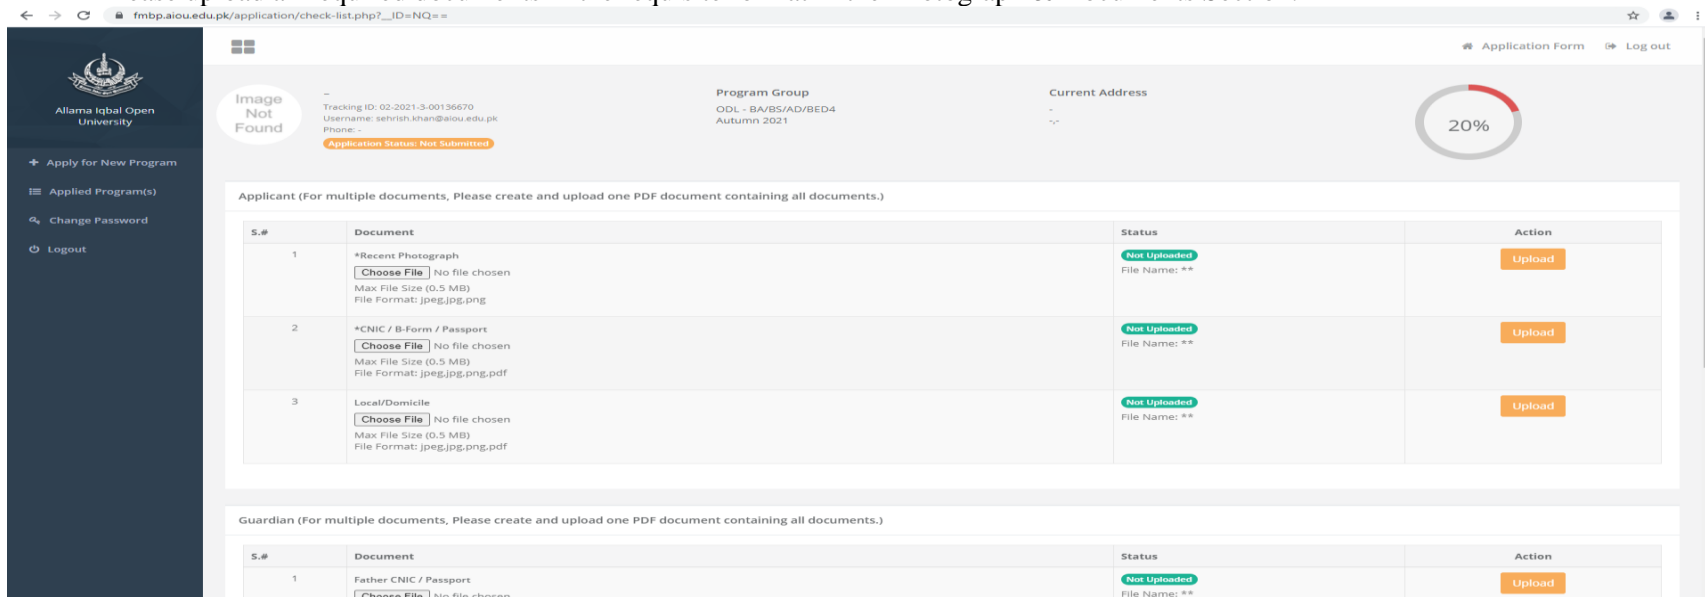 fmbp.aiou.edu.pk/application/check-list.php?__ID=NQ==
Application Form Log out
Allama Iqbal Open
University
Apply for New Program
Applied Program(s)
Change Password
Logout
Image
Not
Found
–
Tracking ID: 02-2021-3-00136670
Username: sehrish.khan@aiou.edu.pk
Phone: -
Application Status: Not Submitted
Program Group
ODL - BA/BS/AD/BED4
Autumn 2021
Current Address
-
-,-
20%
Applicant (For multiple documents, Please create and upload one PDF document containing all documents.)
S.# Document Status Action
1 *Recent Photograph Not Uploaded Upload
Choose File No file chosen File Name: **
Max File Size (0.5 MB)
File Format: jpeg,jpg,png
2 *CNIC / B-Form / Passport Not Uploaded Upload
Choose File No file chosen File Name: **
Max File Size (0.5 MB)
File Format: jpeg,jpg,png,pdf
3 Local/Domicile Not Uploaded Upload
Choose File No file chosen File Name: **
Max File Size (0.5 MB)
File Format: jpeg,jpg,png,pdf
Guardian (For multiple documents, Please create and upload one PDF document containing all documents.)
S.# Document Status Action
1 Father CNIC / Passport Not Uploaded Upload
Choose File No file chosen File Name: **